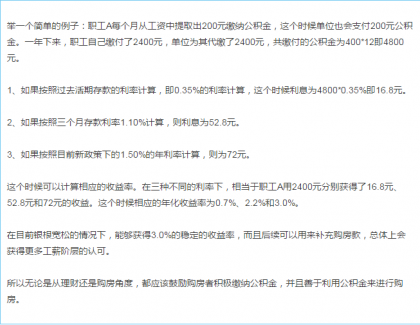 举一个简单的例子：职工A每个月从工资中提取出200元缴纳公积金，这个时候单位也会支付200元公积
金。一年下来，职工自己缴付了2400元，单位为其代缴了2400元，共缴付的公积金为400*12即4800
元。
1、如果按照过去活期存款的利率计算，即0.35%的利率计算，这个时候利息为4800*0.35%即16.8元。
2、如果按照三个月存款利率1.10%计算，则利息为52.8元。
3、如果按照目前新政策下的1.50%的年利率计算，则为72元。
这个时候可以计算相应的收益率。在三种不同的利率下，相当于职工A用2400元分别获得了16.8元、
52.8元和72元的收益。这个时候相应的年化收益率为0.7%、2.2%和3.0%。
在目前银根宽松的情况下，能够获得3.0%的稳定的收益率，而且后续可以用来补充购房款，总体上会
获得更多工薪阶层的认可。
所以无论是从理财还是购房角度，都应该鼓励购房者积极缴纳公积金，并且善于利用公积金来进行购
房。